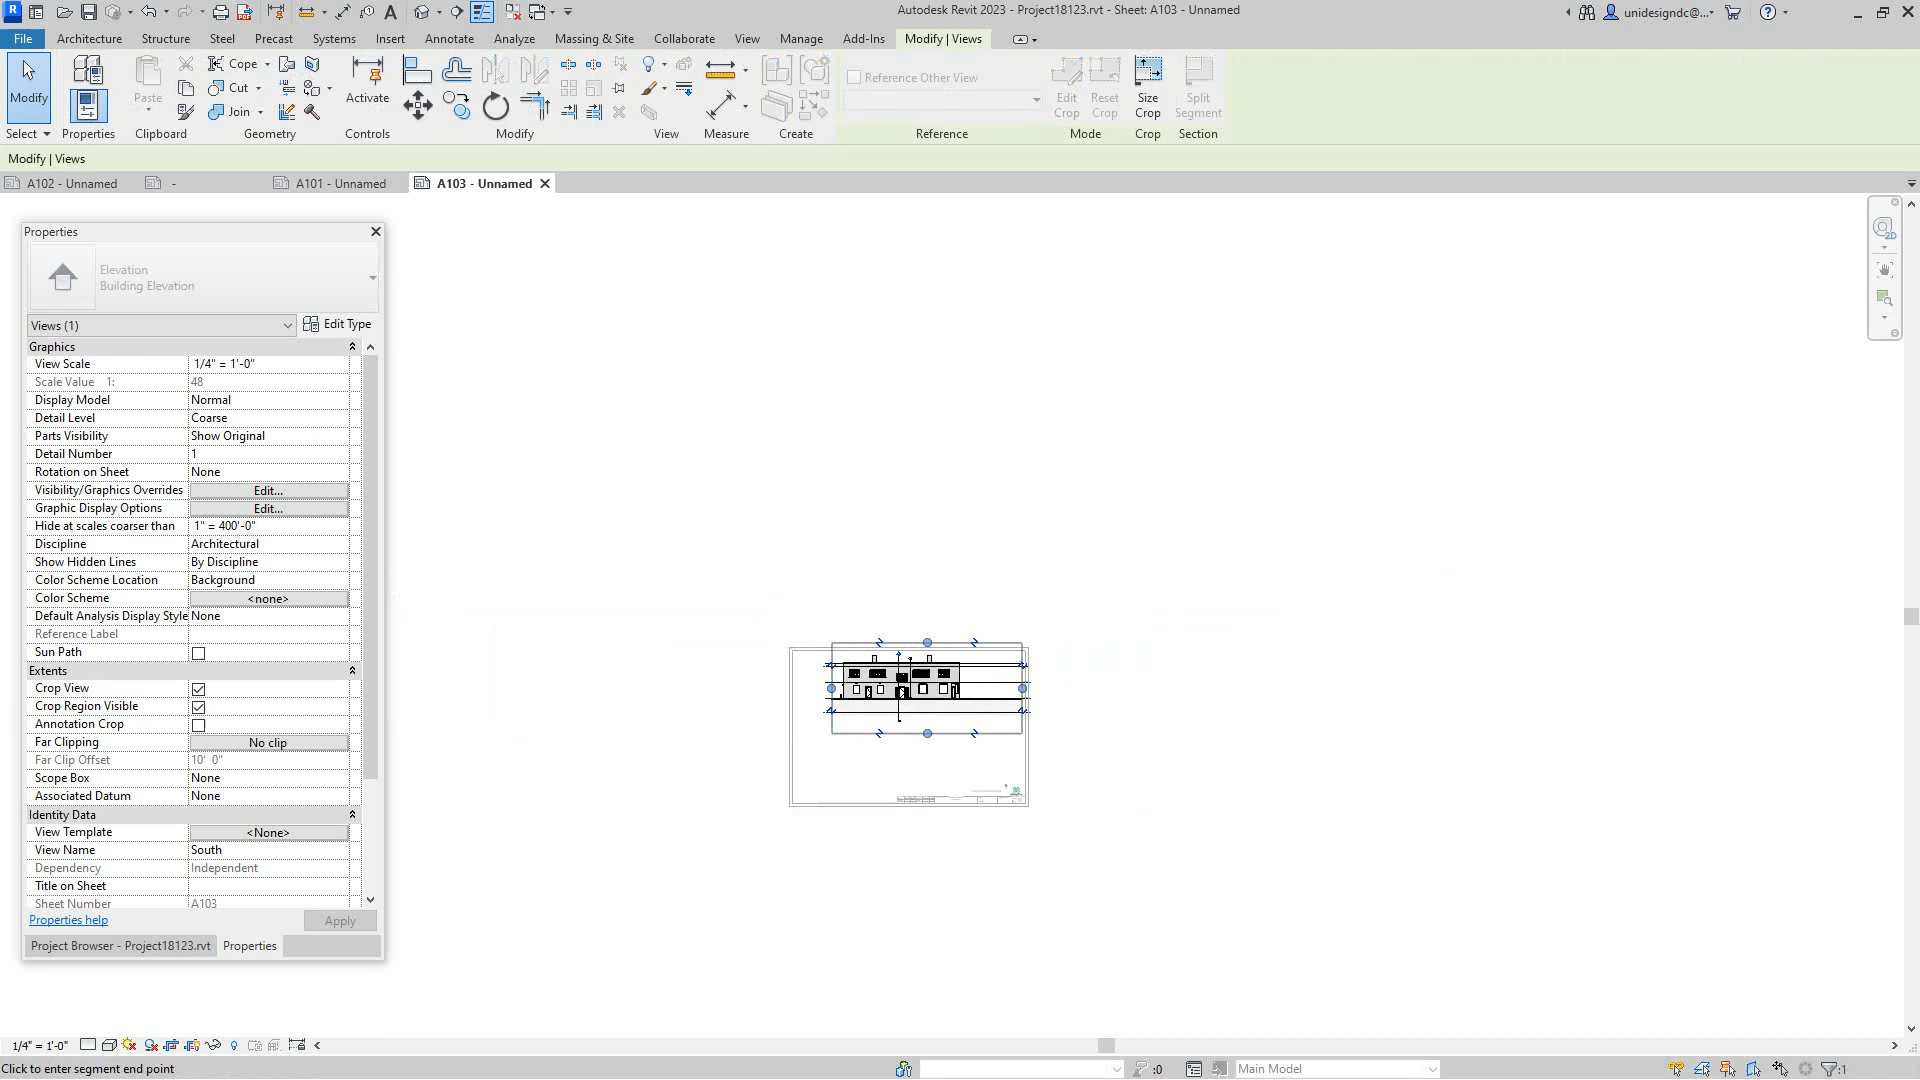 Autodesk Revit 2023 - Project18123.rvt - Sheet: A103 - Unnamed
unidesigndc@...
File Architecture Structure Steel Precast Systems Insert Annotate Analyze Massing & Site Collaborate View Manage Add-Ins Modify | Views
Modify
Select
Properties
Paste
Clipboard
Cope
Cut
Join
Geometry
Activate
Controls
Modify
View
Measure
Create
Reference Other View
Reference
Edit Crop
Reset Crop
Mode
Size Crop
Crop
Split Segment
Section
Modify | Views
A102 - Unnamed
-
A101 - Unnamed
A103 - Unnamed
Properties
Elevation
Building Elevation
Views (1)
Edit Type
Graphics
View Scale 1/4" = 1'-0"
Scale Value 1: 48
Display Model Normal
Detail Level Coarse
Parts Visibility Show Original
Detail Number 1
Rotation on Sheet None
Visibility/Graphics Overrides Edit...
Graphic Display Options Edit...
Hide at scales coarser than 1" = 400'-0"
Discipline Architectural
Show Hidden Lines By Discipline
Color Scheme Location Background
Color Scheme <none>
Default Analysis Display Style None
Reference Label
Sun Path
Extents
Crop View
Crop Region Visible
Annotation Crop
Far Clipping No clip
Far Clip Offset 10' 0"
Scope Box None
Associated Datum None
Identity Data
View Template <None>
View Name South
Dependency Independent
Title on Sheet
Sheet Number A103
Properties help
Apply
Project Browser - Project18123.rvt
Properties
2D
1/4" = 1'-0"
Click to enter segment end point
:0
Main Model
:1